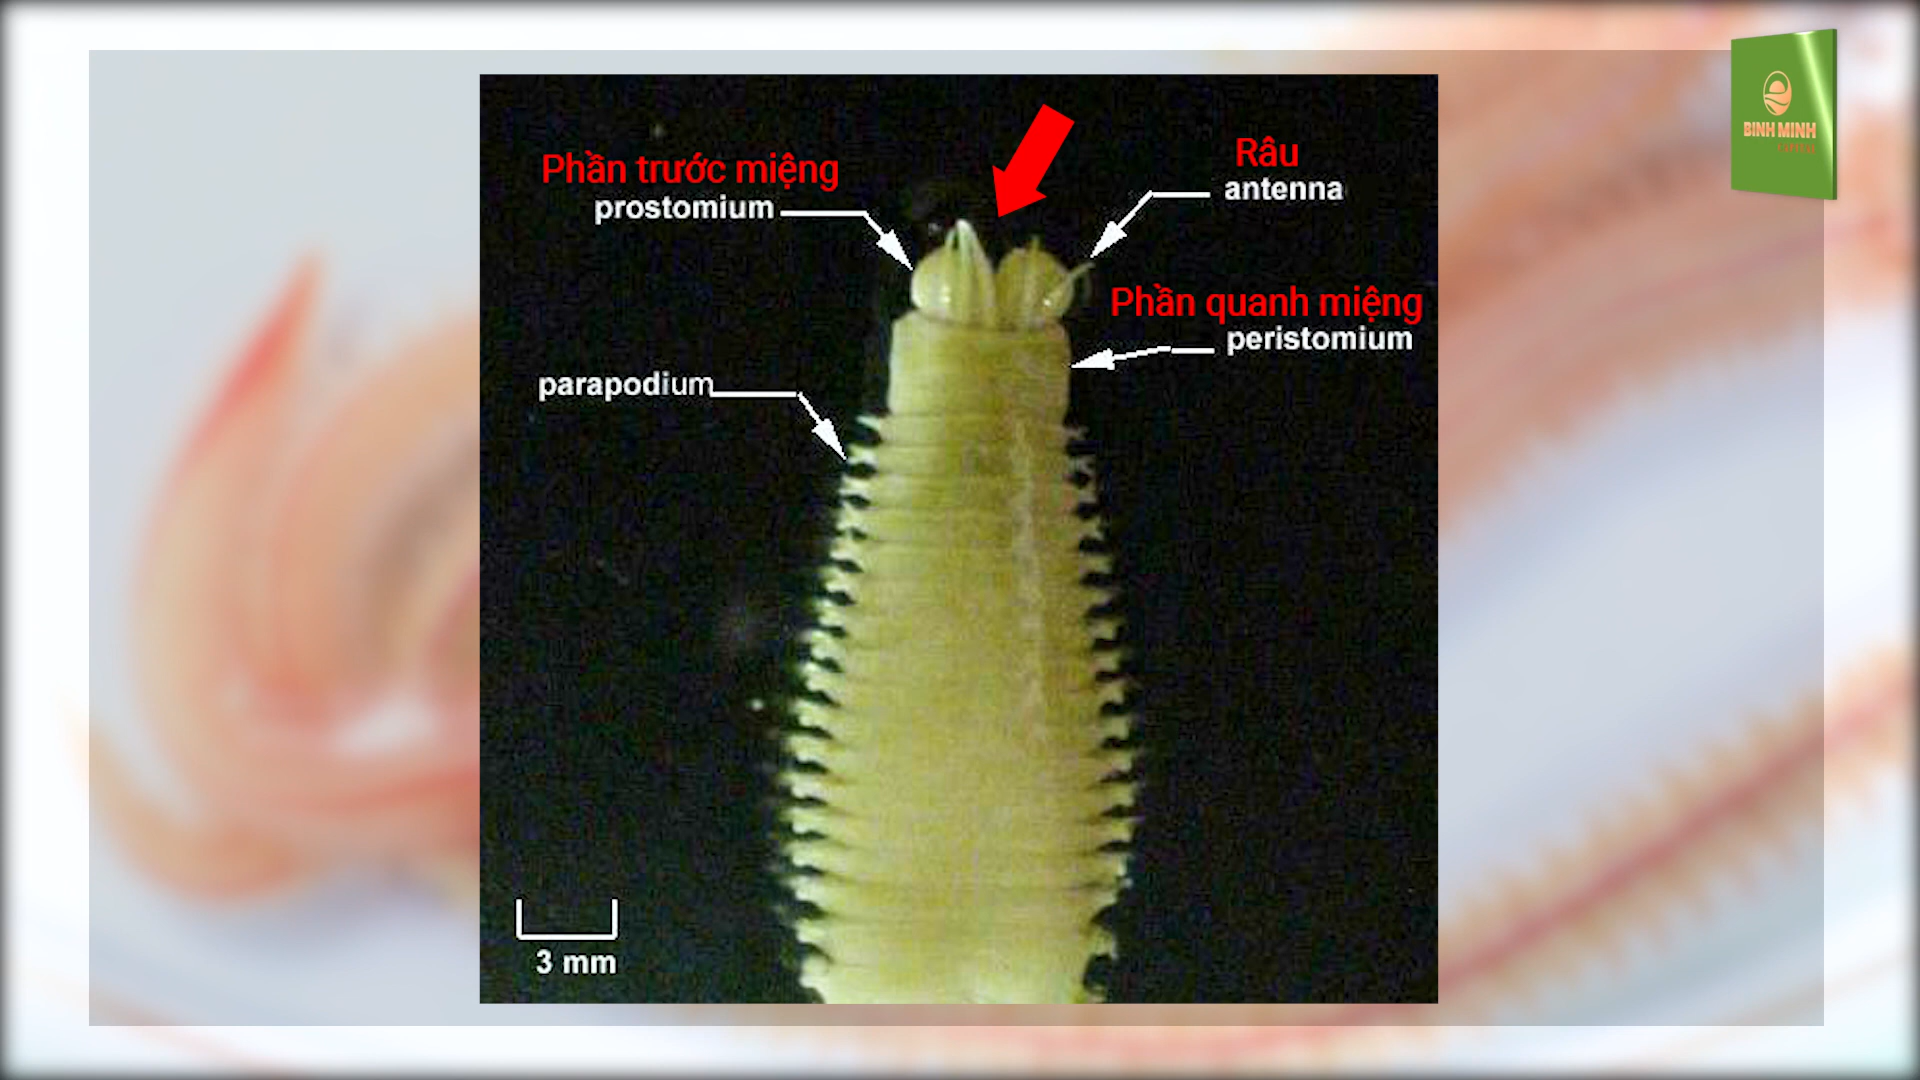 Phần trước miệng
prostomium
Râu
antenna
Phần quanh miệng
peristomium
parapodium
3 mm
BINH MINH